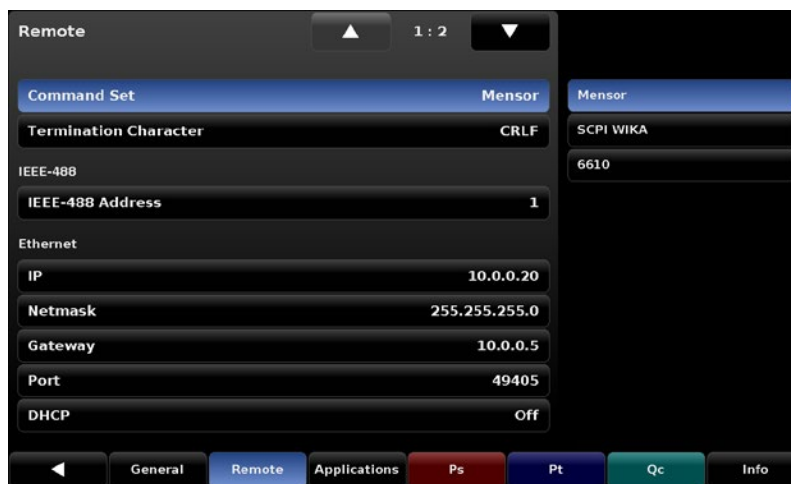 Remote 1 : 2
Command Set Mensor
Termination Character CRLF
IEEE-488
IEEE-488 Address 1
Ethernet
IP 10.0.0.20
Netmask 255.255.255.0
Gateway 10.0.0.5
Port 49405
DHCP Off
Mensor
SCPI WIKA
6610
General Remote Applications Ps Pt Qc Info